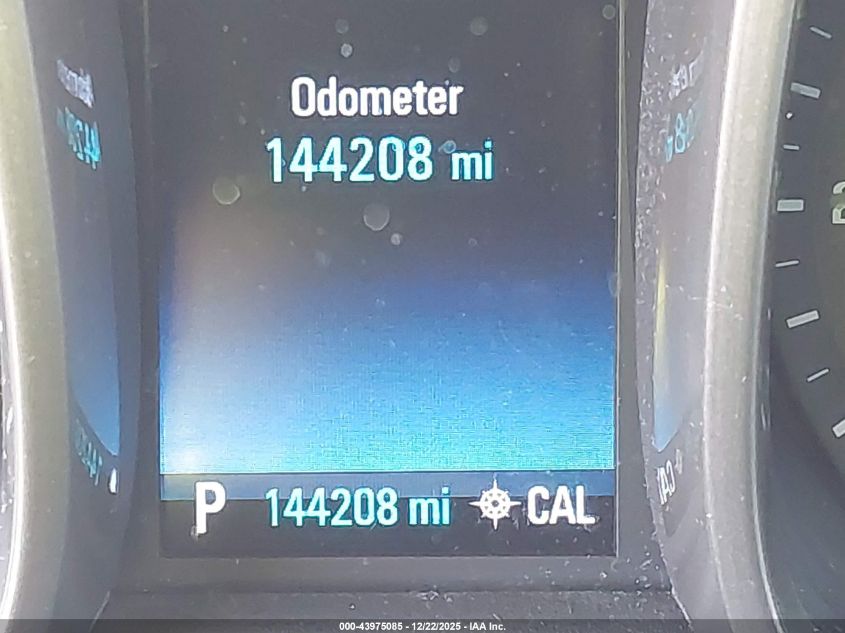 Odometer
144208 mi
P 144208 mi CAL
000-43975085 - 12/22/2025 - IAA Inc.